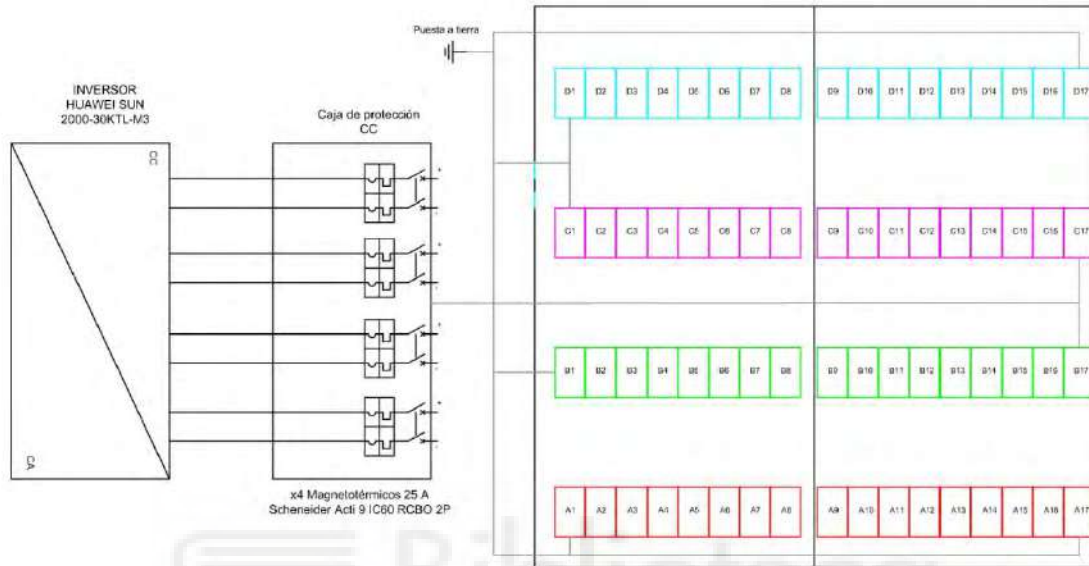 Puesta a tierra
INVERSOR
HUAWEI SUN
2000-30KTL-M3
Caja de protección
CC
CC
CA
+
-
+
-
+
-
+
-
x4 Magnetotérmicos 25 A
Scheneider Acti 9 IC60 RCBO 2P
D1 D2 D3 D4 D5 D6 D7 D8 D9 D10 D11 D12 D13 D14 D15 D16 D17
C1 C2 C3 C4 C5 C6 C7 C8 C9 C10 C11 C12 C13 C14 C15 C16 C17
B1 B2 B3 B4 B5 B6 B7 B8 B9 B10 B11 B12 B13 B14 B15 B16 B17
A1 A2 A3 A4 A5 A6 A7 A8 A9 A10 A11 A12 A13 A14 A15 A16 A17